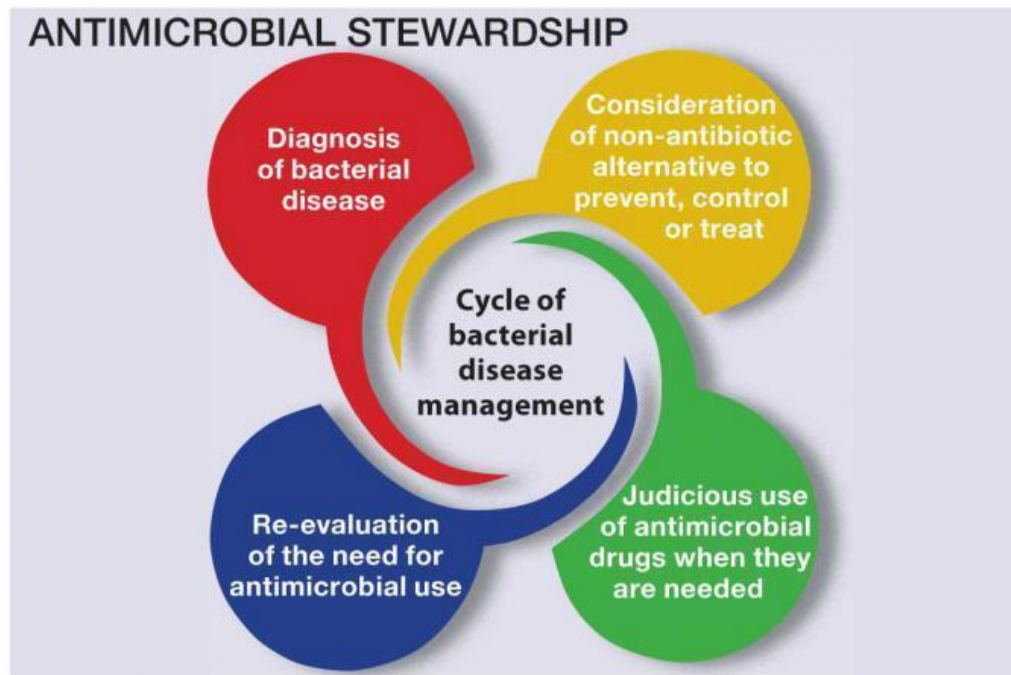 ANTIMICROBIAL STEWARDSHIP
Diagnosis
of bacterial
disease
Consideration
of non-antibiotic
alternative to
prevent, control
or treat
Cycle of
bacterial
disease
management
Re-evaluation
of the need for
antimicrobial use
Judicious use
of antimicrobial
drugs when they
are needed